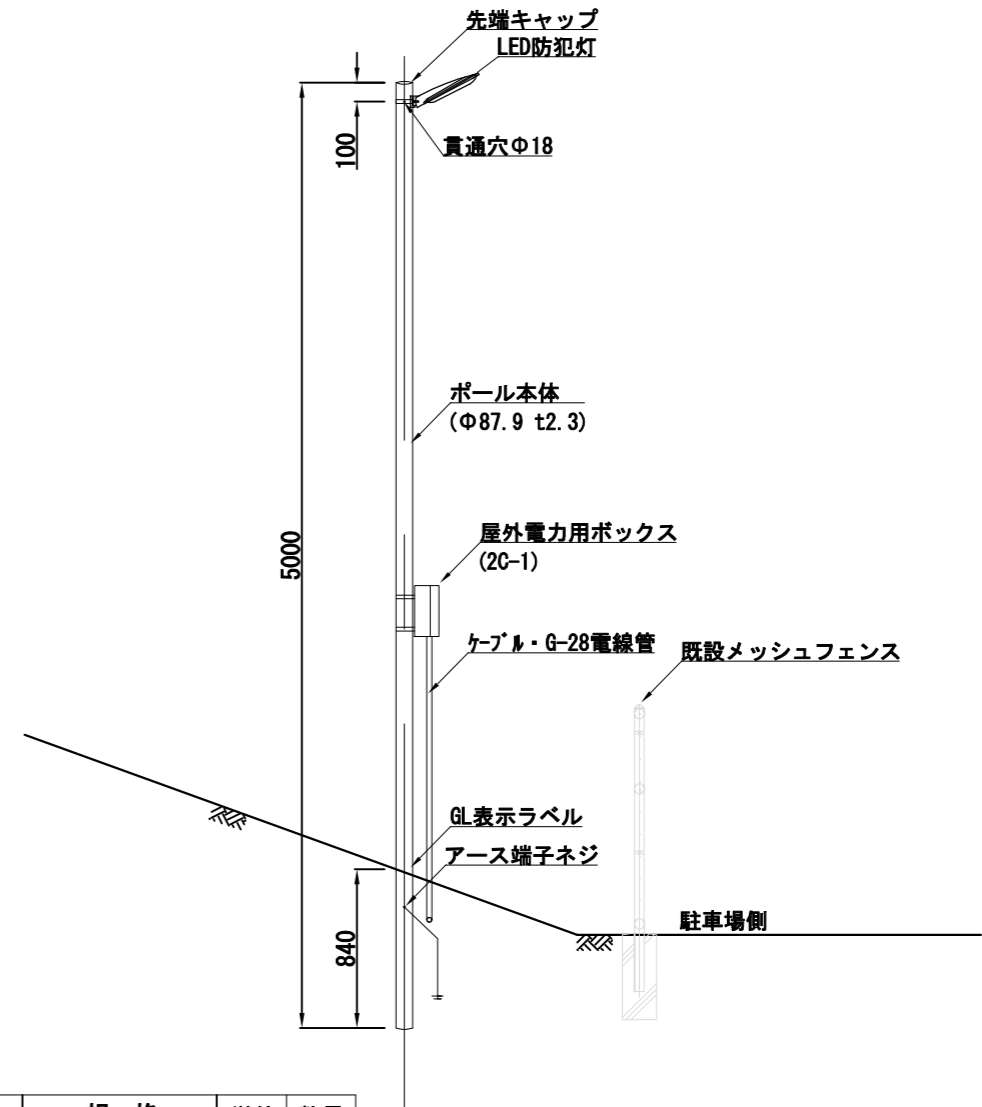 先端キャップ
LED防犯灯
100
貫通穴Φ18
ポール本体
(Φ87.9 t2.3)
5000
屋外電力用ボックス
(2C-1)
ｹｰﾌﾞﾙ・G-28電線管
既設メッシュフェンス
GL表示ラベル
アース端子ネジ
840
駐車場側